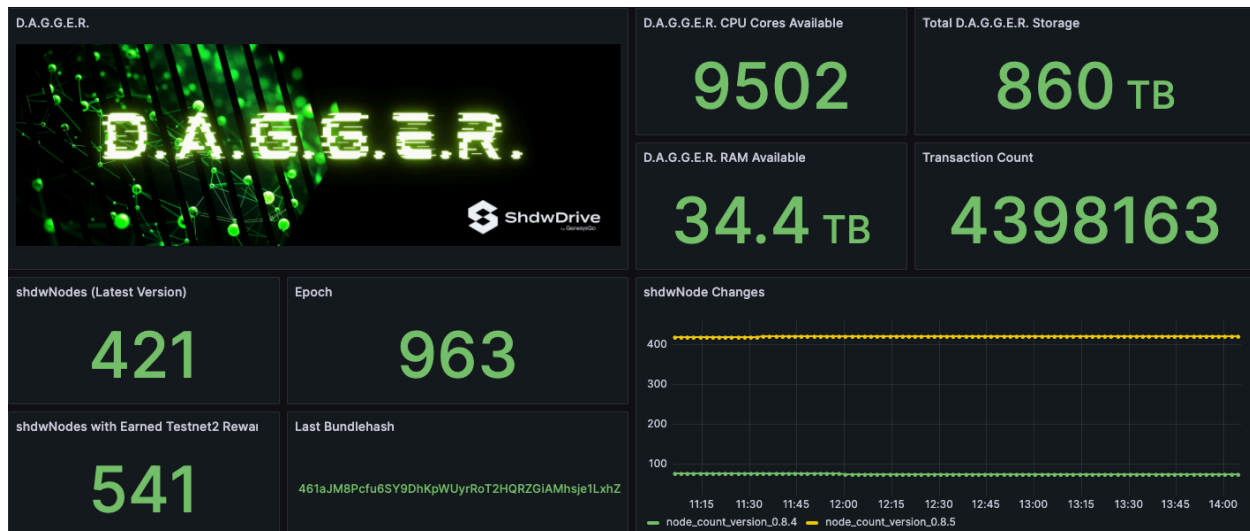 D.A.G.G.E.R.
D.A.G.G.E.R.
ShdwDrive
by GenesysGo
D.A.G.G.E.R. CPU Cores Available
9502
Total D.A.G.G.E.R. Storage
860 TB
D.A.G.G.E.R. RAM Available
34.4 TB
Transaction Count
4398163
shdwNodes (Latest Version)
421
Epoch
963
shdwNodes with Earned Testnet2 Rewar
541
Last Bundlehash
461aJM8Pcfu6SY9DhKpWUyrRoT2HQRZGiAMhsje1LxhZ
shdwNode Changes
400
300
200
100
11:15 11:30 11:45 12:00 12:15 12:30 12:45 13:00 13:15 13:30 13:45 14:00
node_count_version_0.8.4 node_count_version_0.8.5